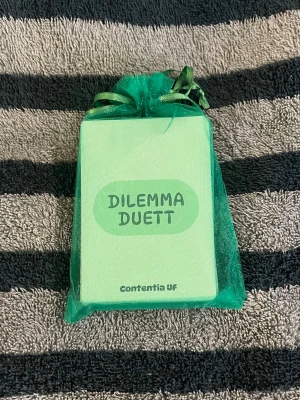 DILEMMA
DUETT
Contentia UF